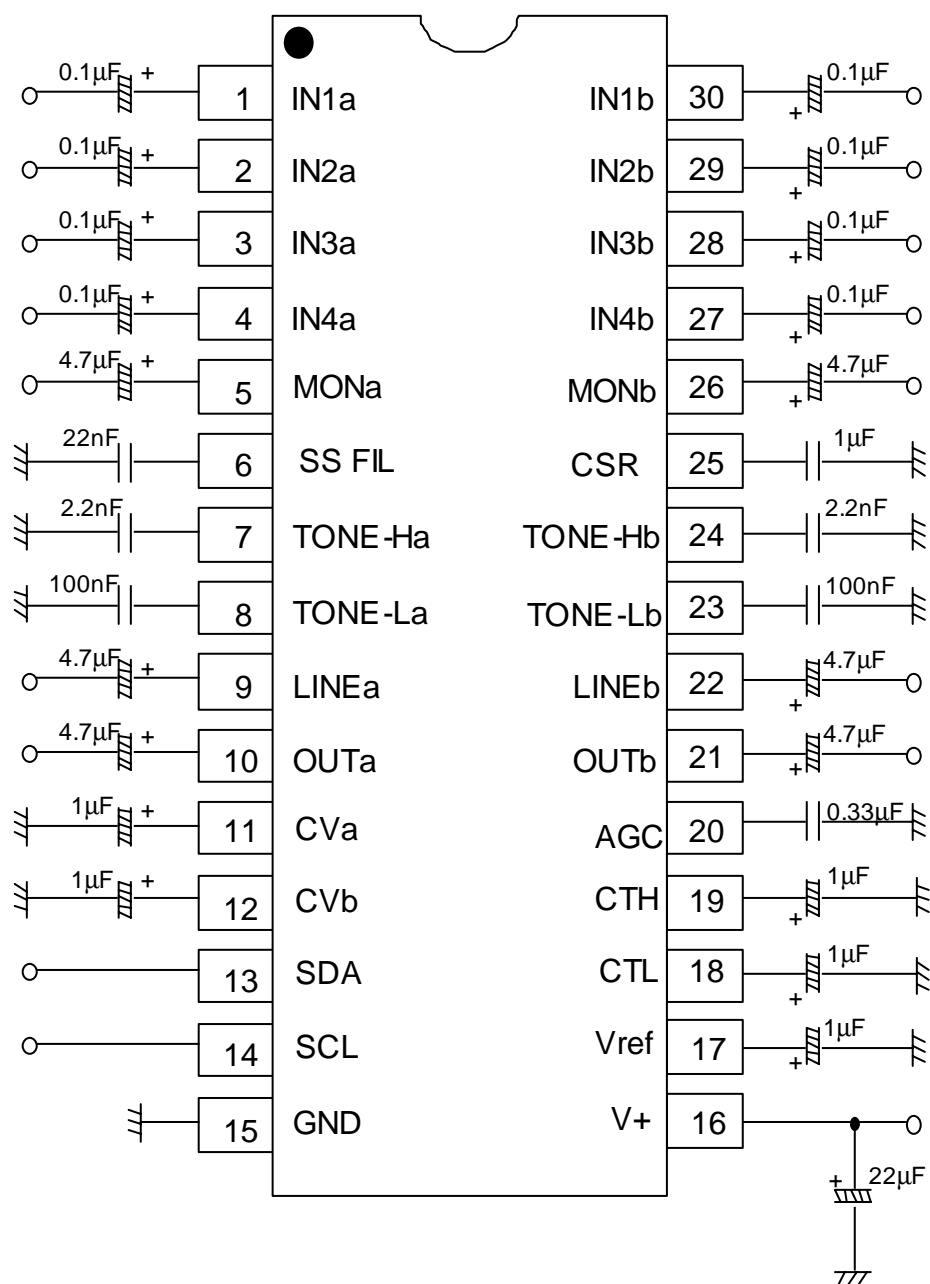 0.1µF + 1 IN1a IN1b 30 + 0.1µF
0.1µF + 2 IN2a IN2b 29 + 0.1µF
0.1µF + 3 IN3a IN3b 28 + 0.1µF
0.1µF + 4 IN4a IN4b 27 + 0.1µF
4.7µF + 5 MONa MONb 26 + 4.7µF
22nF 6 SS FIL CSR 25 1µF
2.2nF 7 TONE-Ha TONE-Hb 24 2.2nF
100nF 8 TONE-La TONE-Lb 23 100nF
4.7µF + 9 LINEa LINEb 22 + 4.7µF
4.7µF + 10 OUTa OUTb 21 + 4.7µF
1µF + 11 CVa AGC 20 0.33µF
1µF + 12 CVb CTH 19 + 1µF
13 SDA CTL 18 + 1µF
14 SCL Vref 17 + 1µF
15 GND V+ 16
+ 22µF